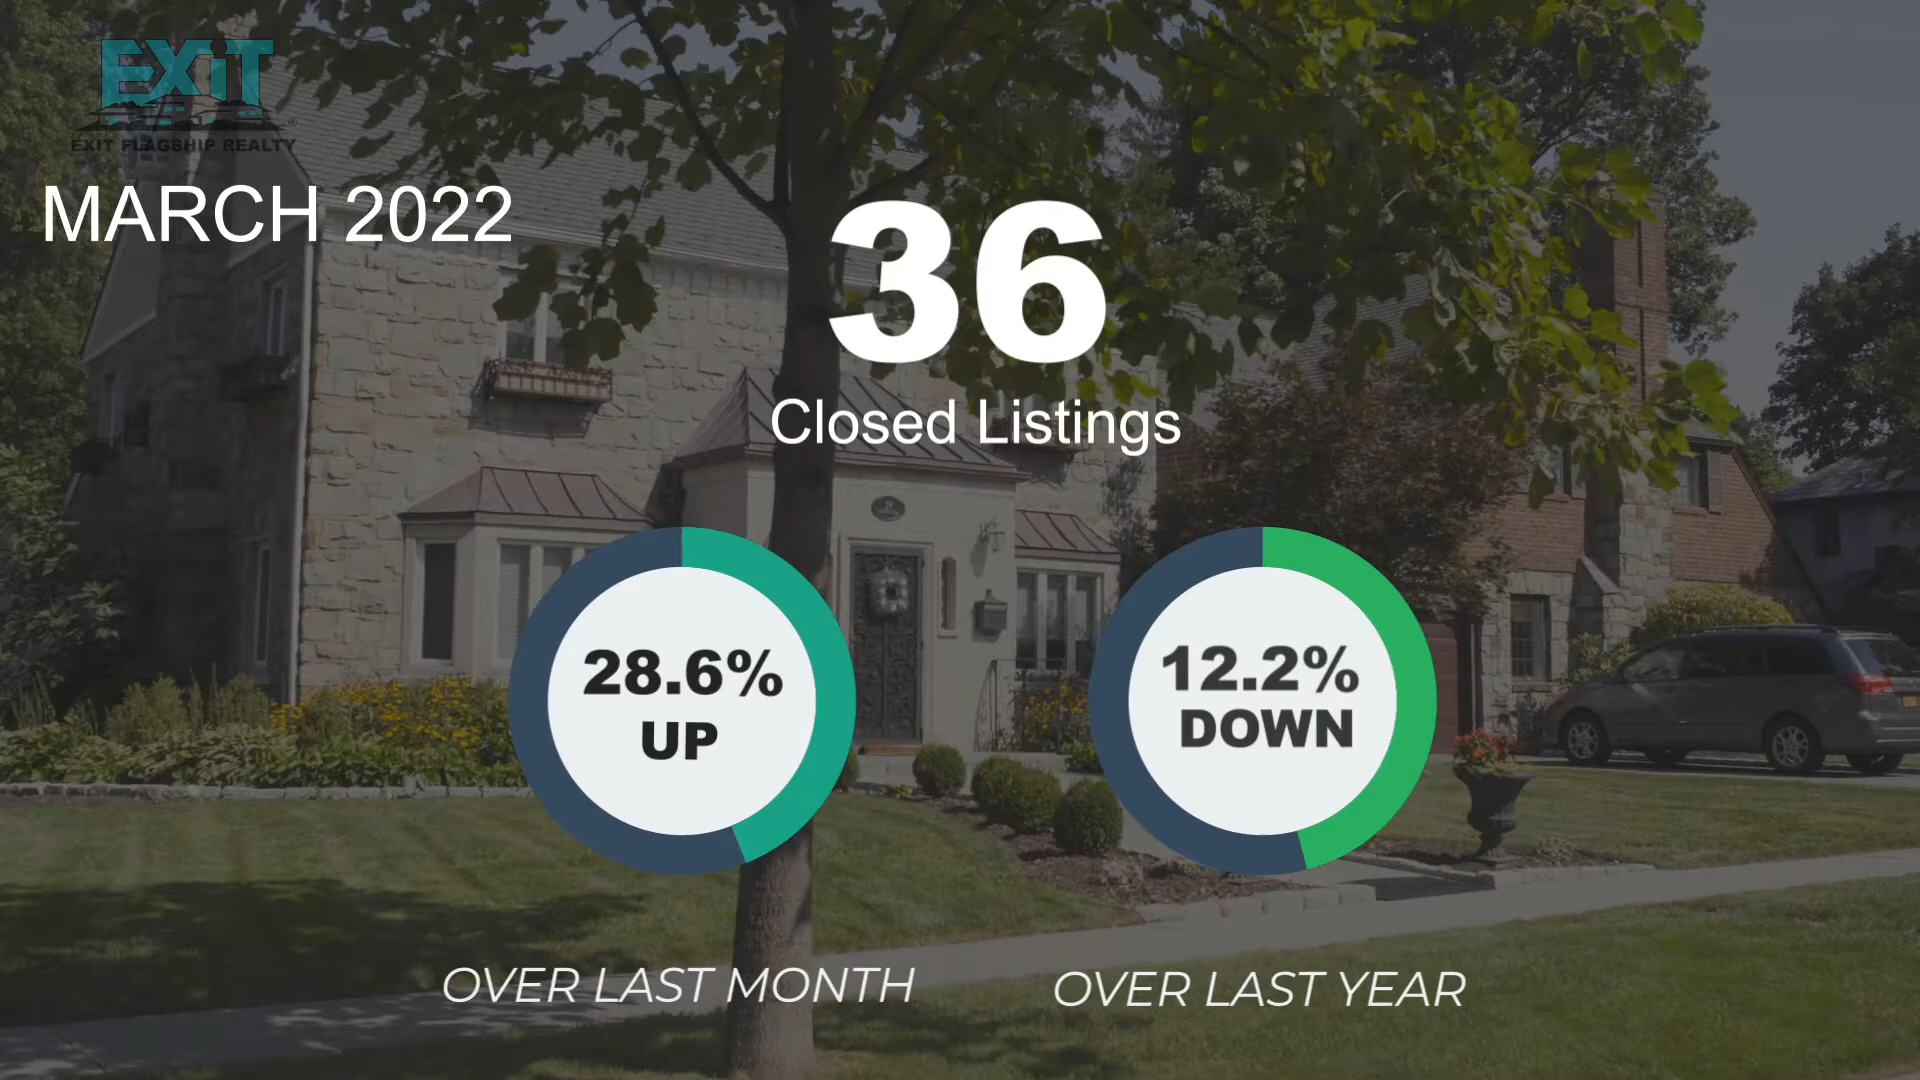 EXIT
EXIT FLAGSHIP REALTY
MARCH 2022
36
Closed Listings
28.6%
UP
12.2%
DOWN
OVER LAST MONTH
OVER LAST YEAR